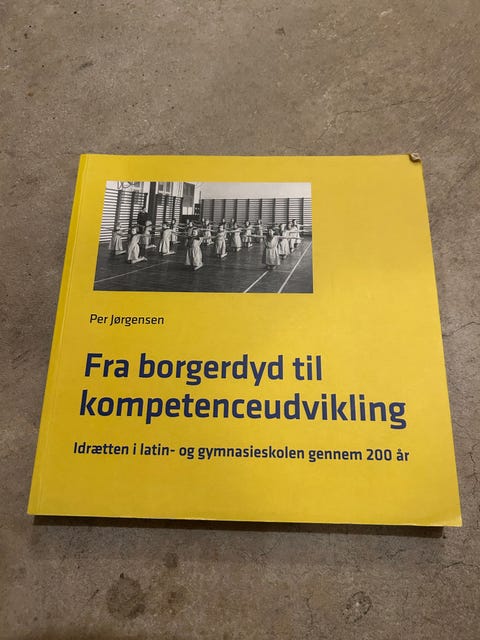 Per Jørgensen
Fra borgerdyd til
kompetenceudvikling
Idrætten i latin- og gymnasieskolen gennem 200 år